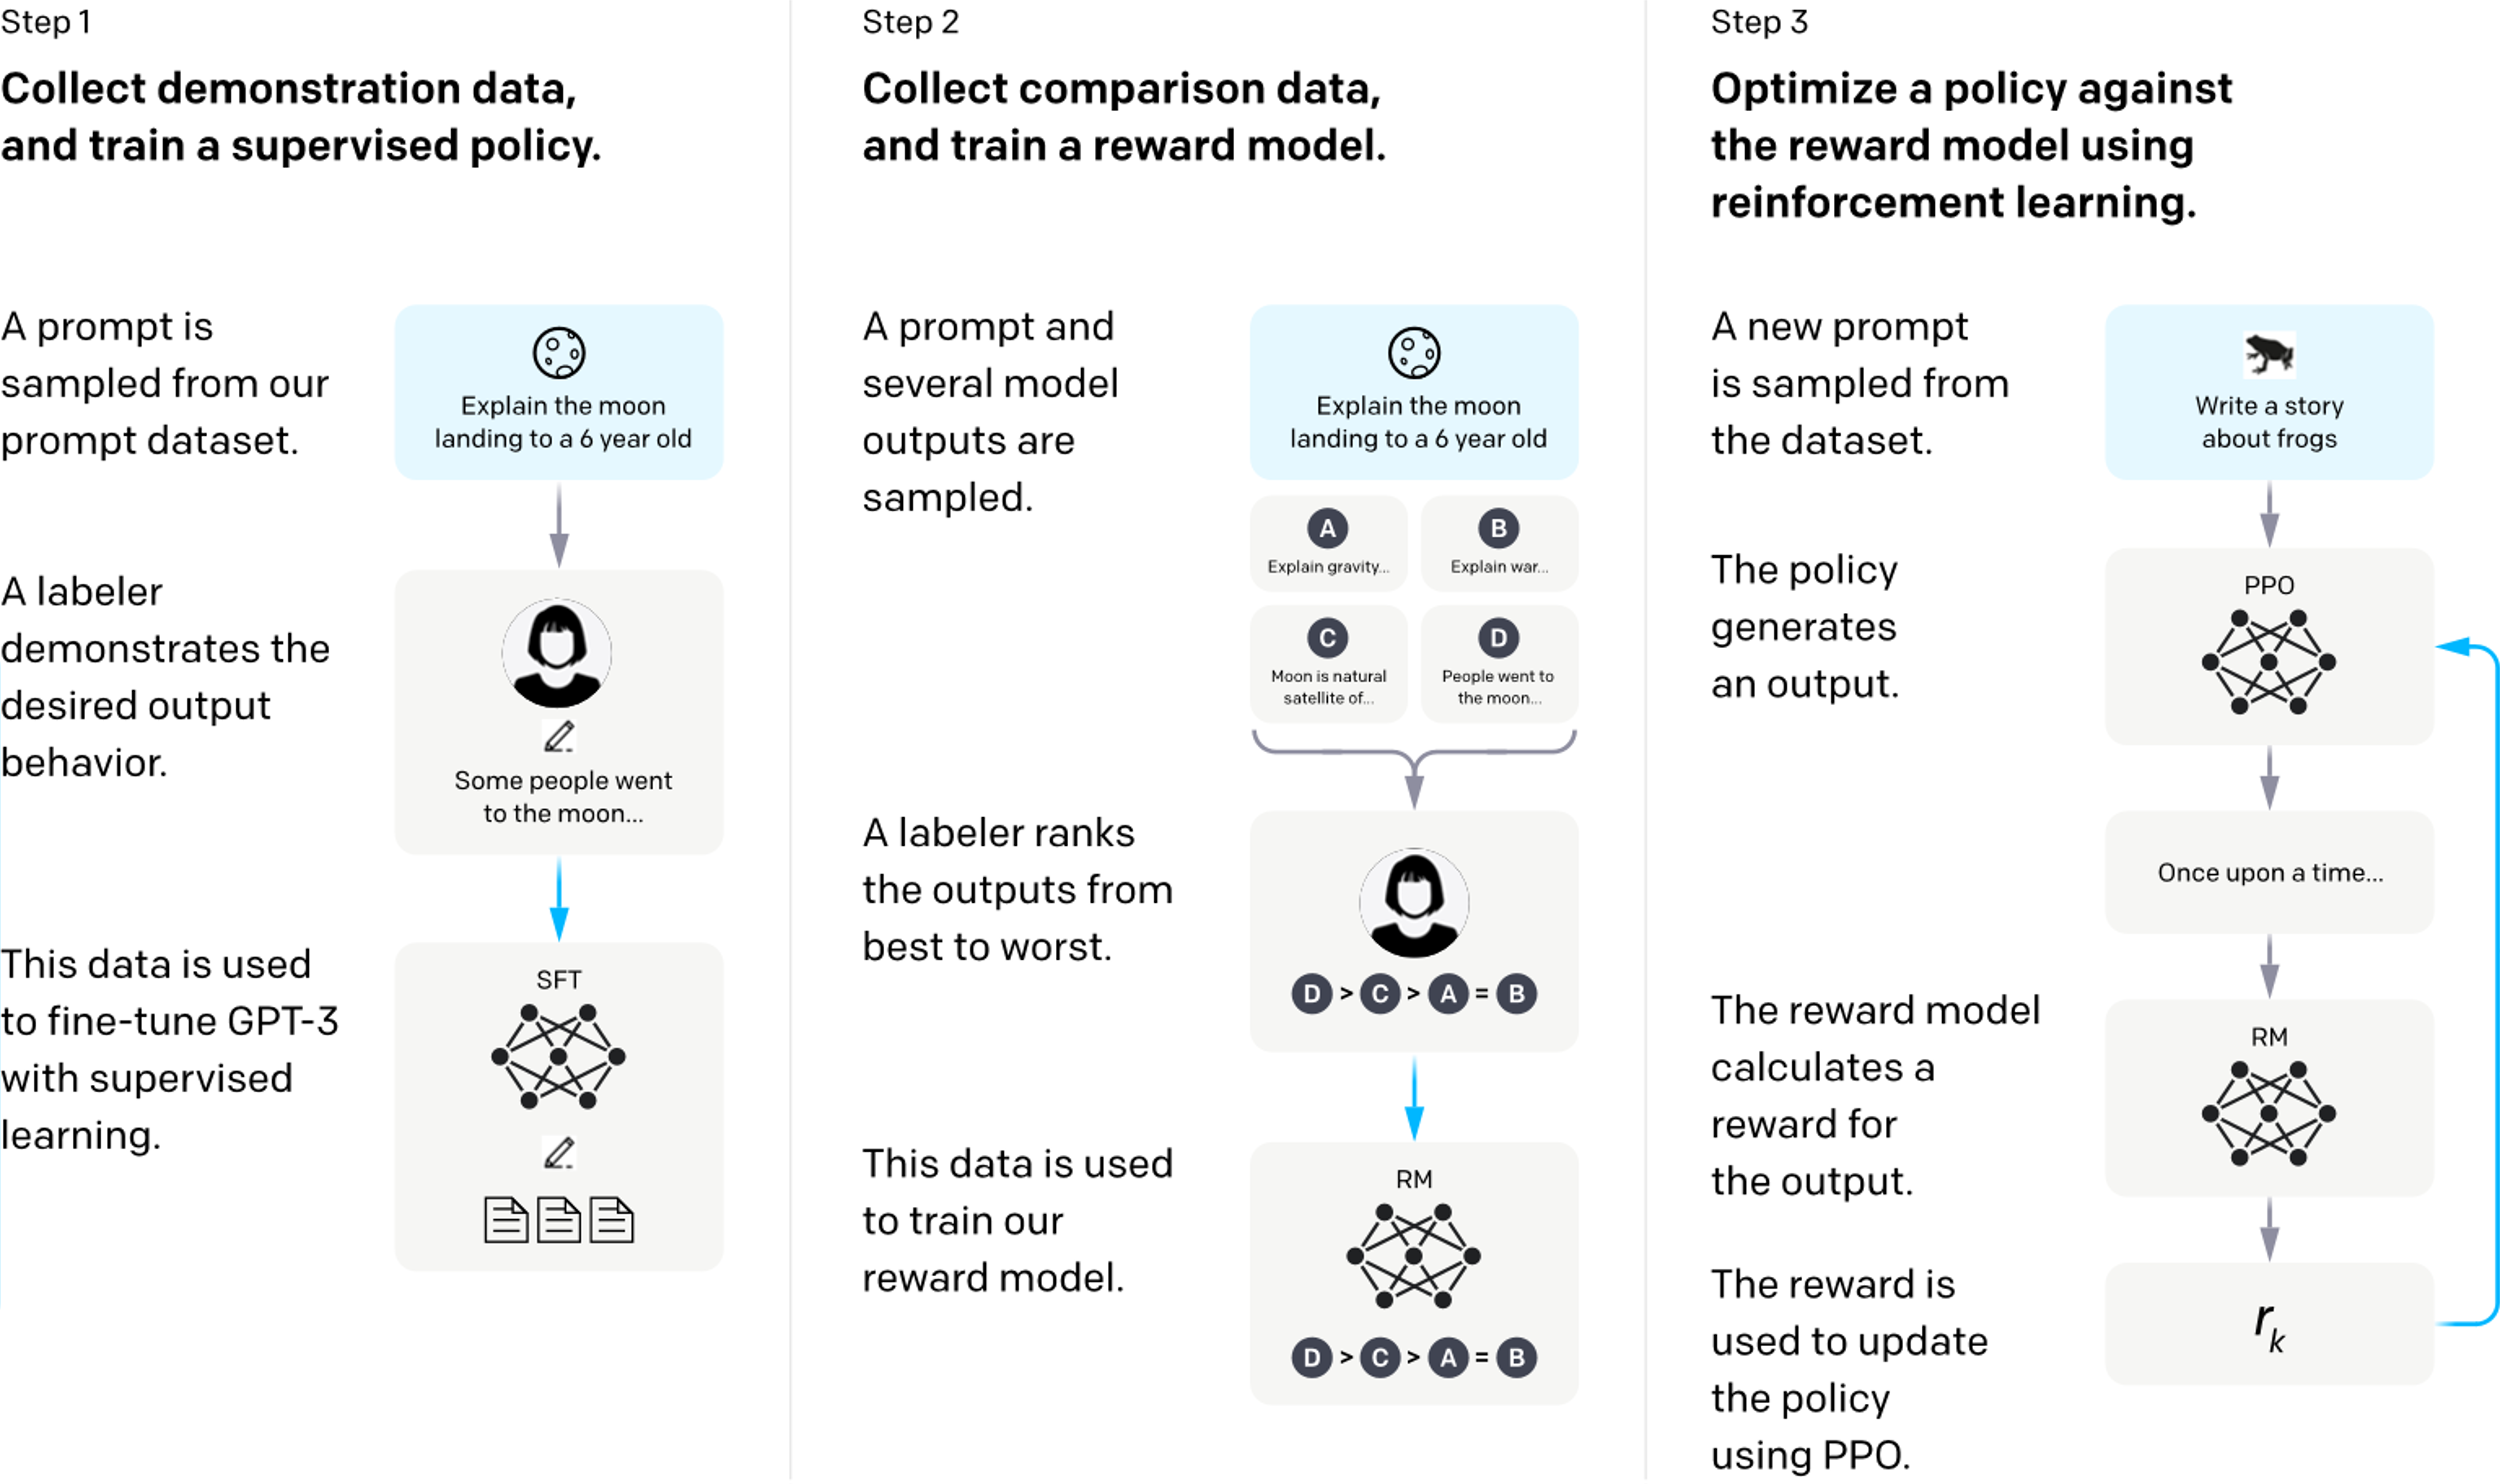 Step 1
Collect demonstration data,
and train a supervised policy.
A prompt is
sampled from our
prompt dataset.
Explain the moon
landing to a 6 year old
A labeler
demonstrates the
desired output
behavior.
Some people went
to the moon...
This data is used
to fine-tune GPT-3
with supervised
learning.
SFT
Step 2
Collect comparison data,
and train a reward model.
A prompt and
several model
outputs are
sampled.
Explain the moon
landing to a 6 year old
A
Explain gravity...
B
Explain war...
C
Moon is natural
satellite of...
D
People went to
the moon...
A labeler ranks
the outputs from
best to worst.
D > C > A = B
This data is used
to train our
reward model.
RM
D > C > A = B
Step 3
Optimize a policy against
the reward model using
reinforcement learning.
A new prompt
is sampled from
the dataset.
Write a story
about frogs
The policy
generates
an output.
PPO
Once upon a time...
The reward model
calculates a
reward for
the output.
RM
The reward is
used to update
the policy
using PPO.
r_k